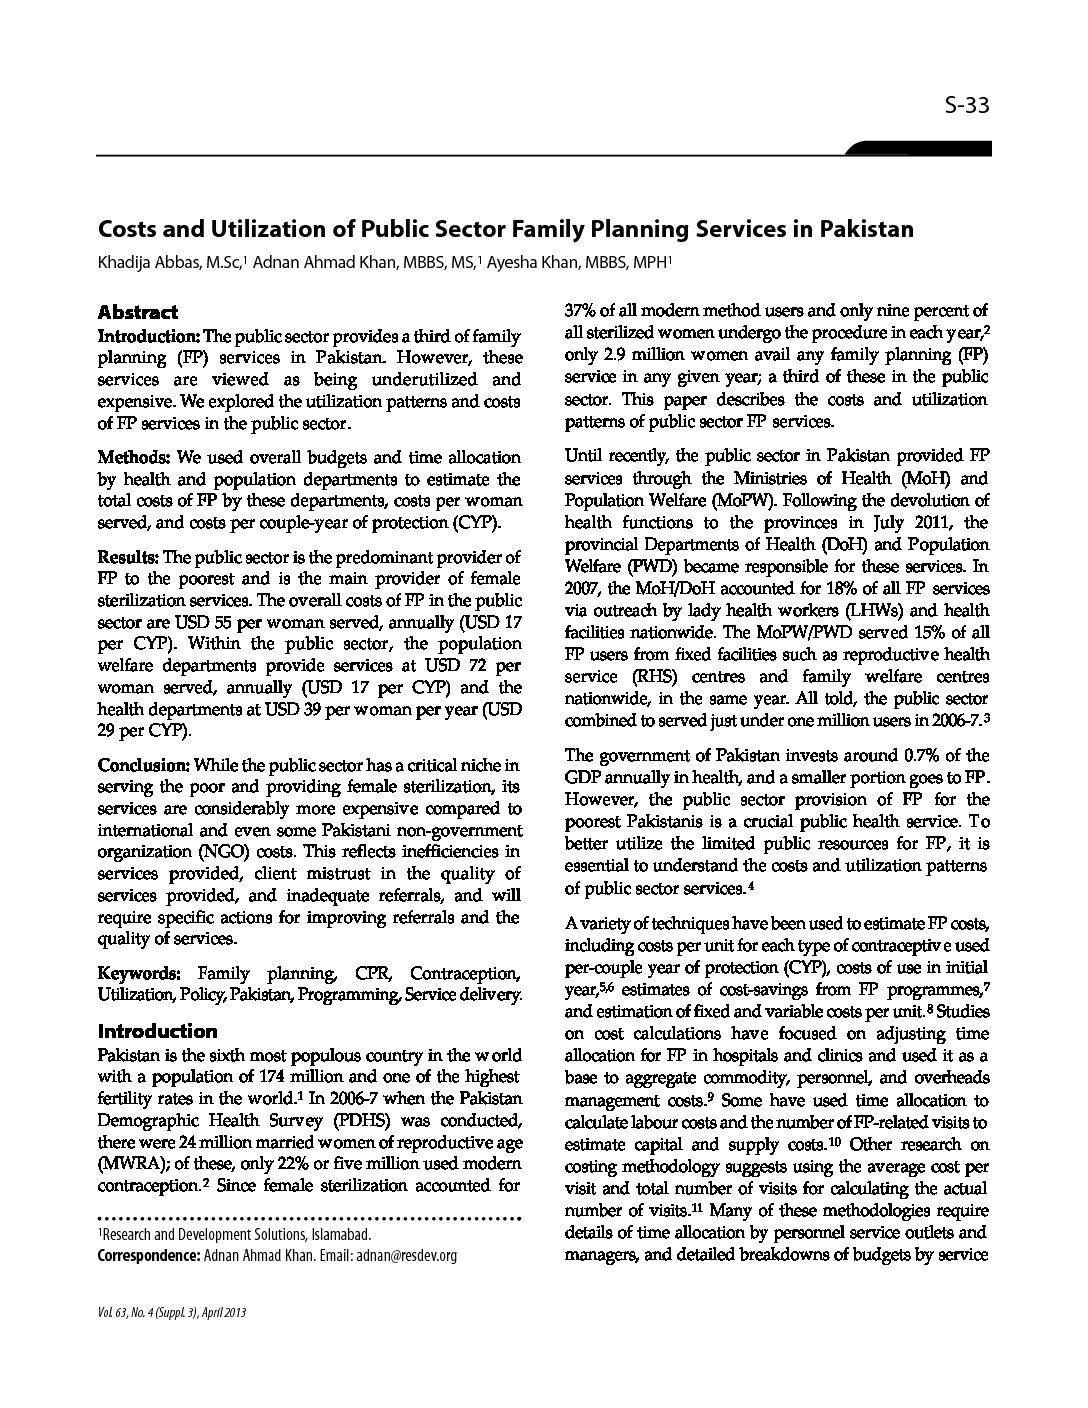 S-33
Costs and Utilization of Public Sector Family Planning Services in Pakistan
Khadija Abbas, M.Sc,¹ Adnan Ahmad Khan, MBBS, MS,¹ Ayesha Khan, MBBS, MPH¹
Abstract
Introduction: The public sector provides a third of family
planning (FP) services in Pakistan. However, these
services are viewed as being underutilized and
expensive. We explored the utilization patterns and costs
of FP services in the public sector.
Methods: We used overall budgets and time allocation
by health and population departments to estimate the
total costs of FP by these departments, costs per woman
served, and costs per couple-year of protection (CYP).
Results: The public sector is the predominant provider of
FP to the poorest and is the main provider of female
sterilization services. The overall costs of FP in the public
sector are USD 55 per woman served, annually (USD 17
per CYP). Within the public sector, the population
welfare departments provide services at USD 72 per
woman served, annually (USD 17 per CYP) and the
health departments at USD 39 per woman per year (USD
29 per CYP).
Conclusion: While the public sector has a critical niche in
serving the poor and providing female sterilization, its
services are considerably more expensive compared to
international and even some Pakistani non-government
organization (NGO) costs. This reflects inefficiencies in
services provided, client mistrust in the quality of
services provided, and inadequate referrals, and will
require specific actions for improving referrals and the
quality of services.
Keywords: Family planning, CPR, Contraception,
Utilization, Policy, Pakistan, Programming, Service delivery.
Introduction
Pakistan is the sixth most populous country in the world
with a population of 174 million and one of the highest
fertility rates in the world.¹ In 2006-7 when the Pakistan
Demographic Health Survey (PDHS) was conducted,
there were 24 million married women of reproductive age
(MWRA); of these, only 22% or five million used modern
contraception.² Since female sterilization accounted for
¹Research and Development Solutions, Islamabad.
Correspondence: Adnan Ahmad Khan. Email: adnan@resdev.org
37% of all modern method users and only nine percent of
all sterilized women undergo the procedure in each year,²
only 2.9 million women avail any family planning (FP)
service in any given year; a third of these in the public
sector. This paper describes the costs and utilization
patterns of public sector FP services.
Until recently, the public sector in Pakistan provided FP
services through the Ministries of Health (MoH) and
Population Welfare (MoPW). Following the devolution of
health functions to the provinces in July 2011, the
provincial Departments of Health (DoH) and Population
Welfare (PWD) became responsible for these services. In
2007, the MoH/DoH accounted for 18% of all FP services
via outreach by lady health workers (LHWs) and health
facilities nationwide. The MoPW/PWD served 15% of all
FP users from fixed facilities such as reproductive health
service (RHS) centres and family welfare centres
nationwide, in the same year. All told, the public sector
combined to served just under one million users in 2006-7.³
The government of Pakistan invests around 0.7% of the
GDP annually in health, and a smaller portion goes to FP.
However, the public sector provision of FP for the
poorest Pakistanis is a crucial public health service. To
better utilize the limited public resources for FP, it is
essential to understand the costs and utilization patterns
of public sector services.⁴
A variety of techniques have been used to estimate FP costs,
including costs per unit for each type of contraceptive used
per-couple year of protection (CYP), costs of use in initial
year,⁵,⁶ estimates of cost-savings from FP programmes,⁷
and estimation of fixed and variable costs per unit.⁸ Studies
on cost calculations have focused on adjusting time
allocation for FP in hospitals and clinics and used it as a
base to aggregate commodity, personnel, and overheads
management costs.⁹ Some have used time allocation to
calculate labour costs and the number of FP-related visits to
estimate capital and supply costs.¹⁰ Other research on
costing methodology suggests using the average cost per
visit and total number of visits for calculating the actual
number of visits.¹¹ Many of these methodologies require
details of time allocation by personnel service outlets and
managers, and detailed breakdowns of budgets by service
Vol. 63, No. 4 (Suppl. 3), April 2013